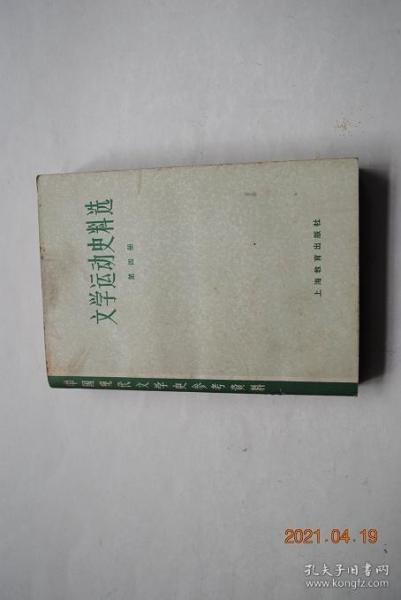 文学运动史料选
第四册
上海教育出版社
中国现代文学史参考资料
2021.04.19
孔夫子旧书网
www.kongfz.com